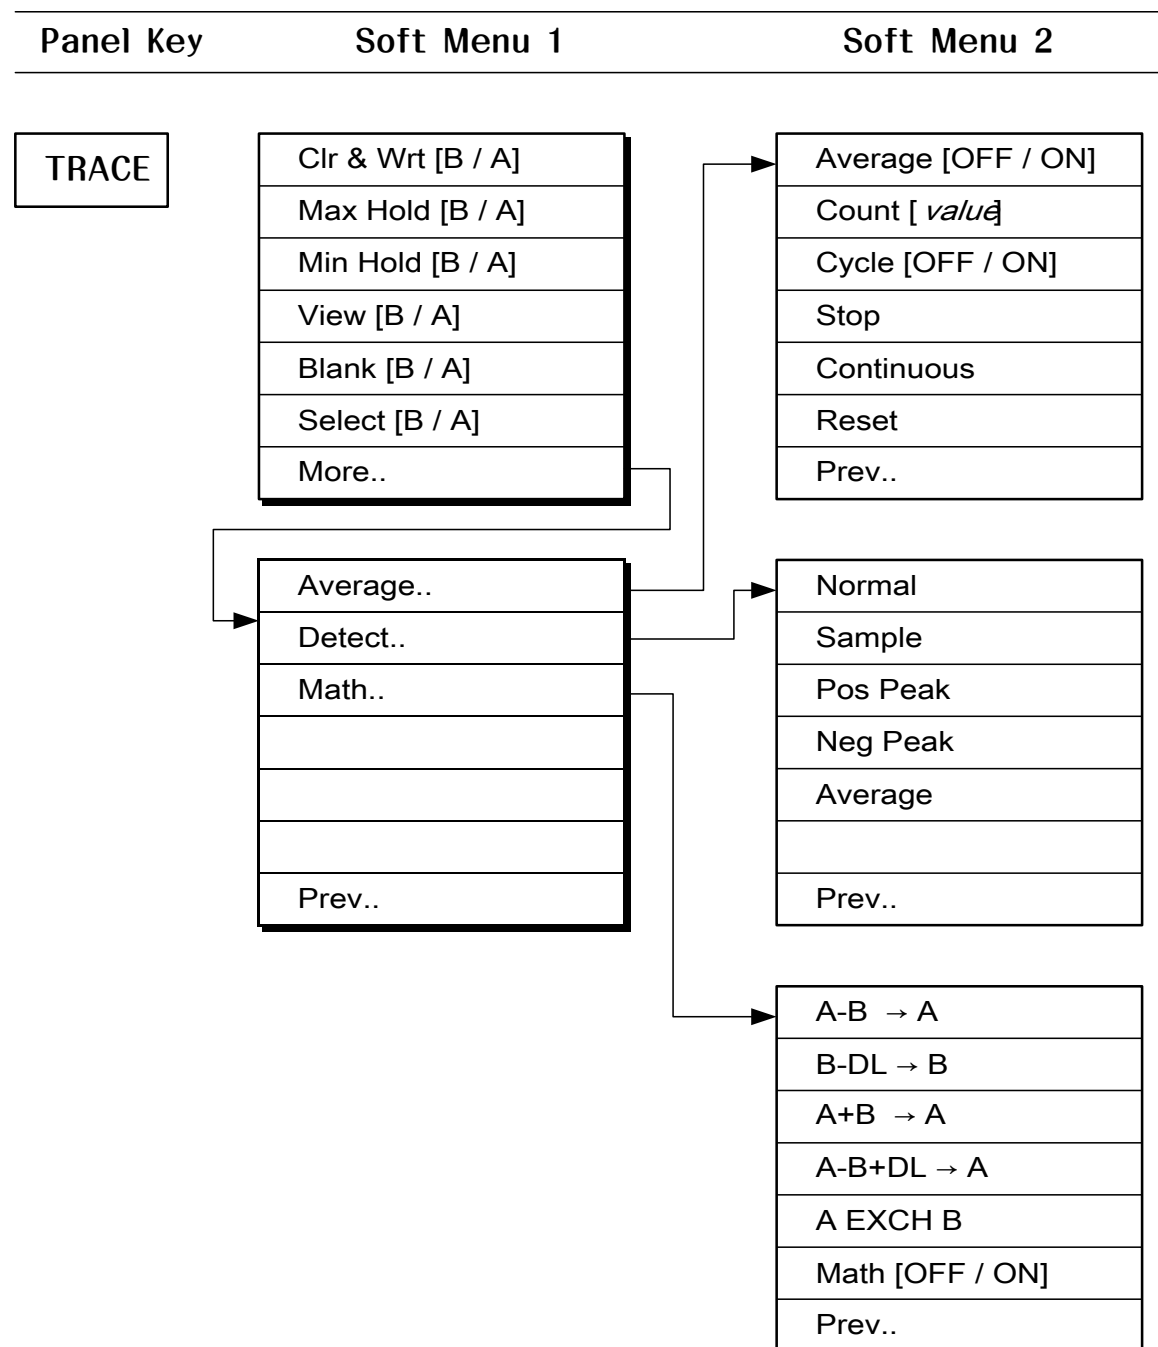 Panel Key Soft Menu 1 Soft Menu 2
TRACE
Clr & Wrt [B / A]
Max Hold [B / A]
Min Hold [B / A]
View [B / A]
Blank [B / A]
Select [B / A]
More..
Average [OFF / ON]
Count [ value]
Cycle [OFF / ON]
Stop
Continuous
Reset
Prev..
Average..
Detect..
Math..
Prev..
Normal
Sample
Pos Peak
Neg Peak
Average
Prev..
A-B → A
B-DL → B
A+B → A
A-B+DL → A
A EXCH B
Math [OFF / ON]
Prev..